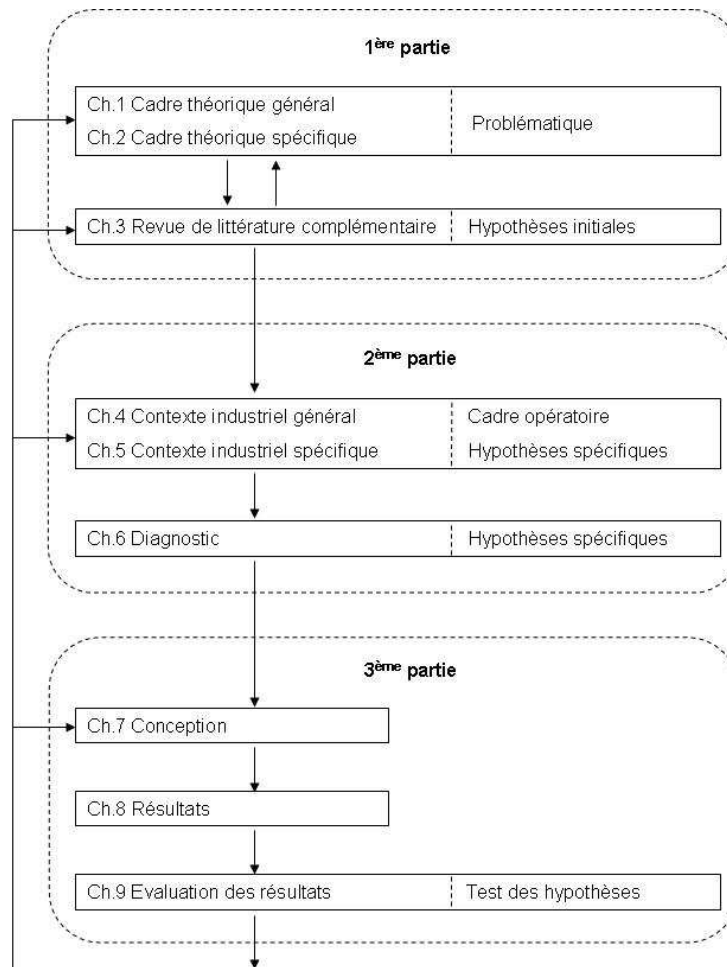 1ère partie
Ch.1 Cadre théorique général
Ch.2 Cadre théorique spécifique
Problématique
Ch.3 Revue de littérature complémentaire
Hypothèses initiales
2ème partie
Ch.4 Contexte industriel général
Cadre opératoire
Ch.5 Contexte industriel spécifique
Hypothèses spécifiques
Ch.6 Diagnostic
Hypothèses spécifiques
3ème partie
Ch.7 Conception
Ch.8 Résultats
Ch.9 Evaluation des résultats
Test des hypothèses